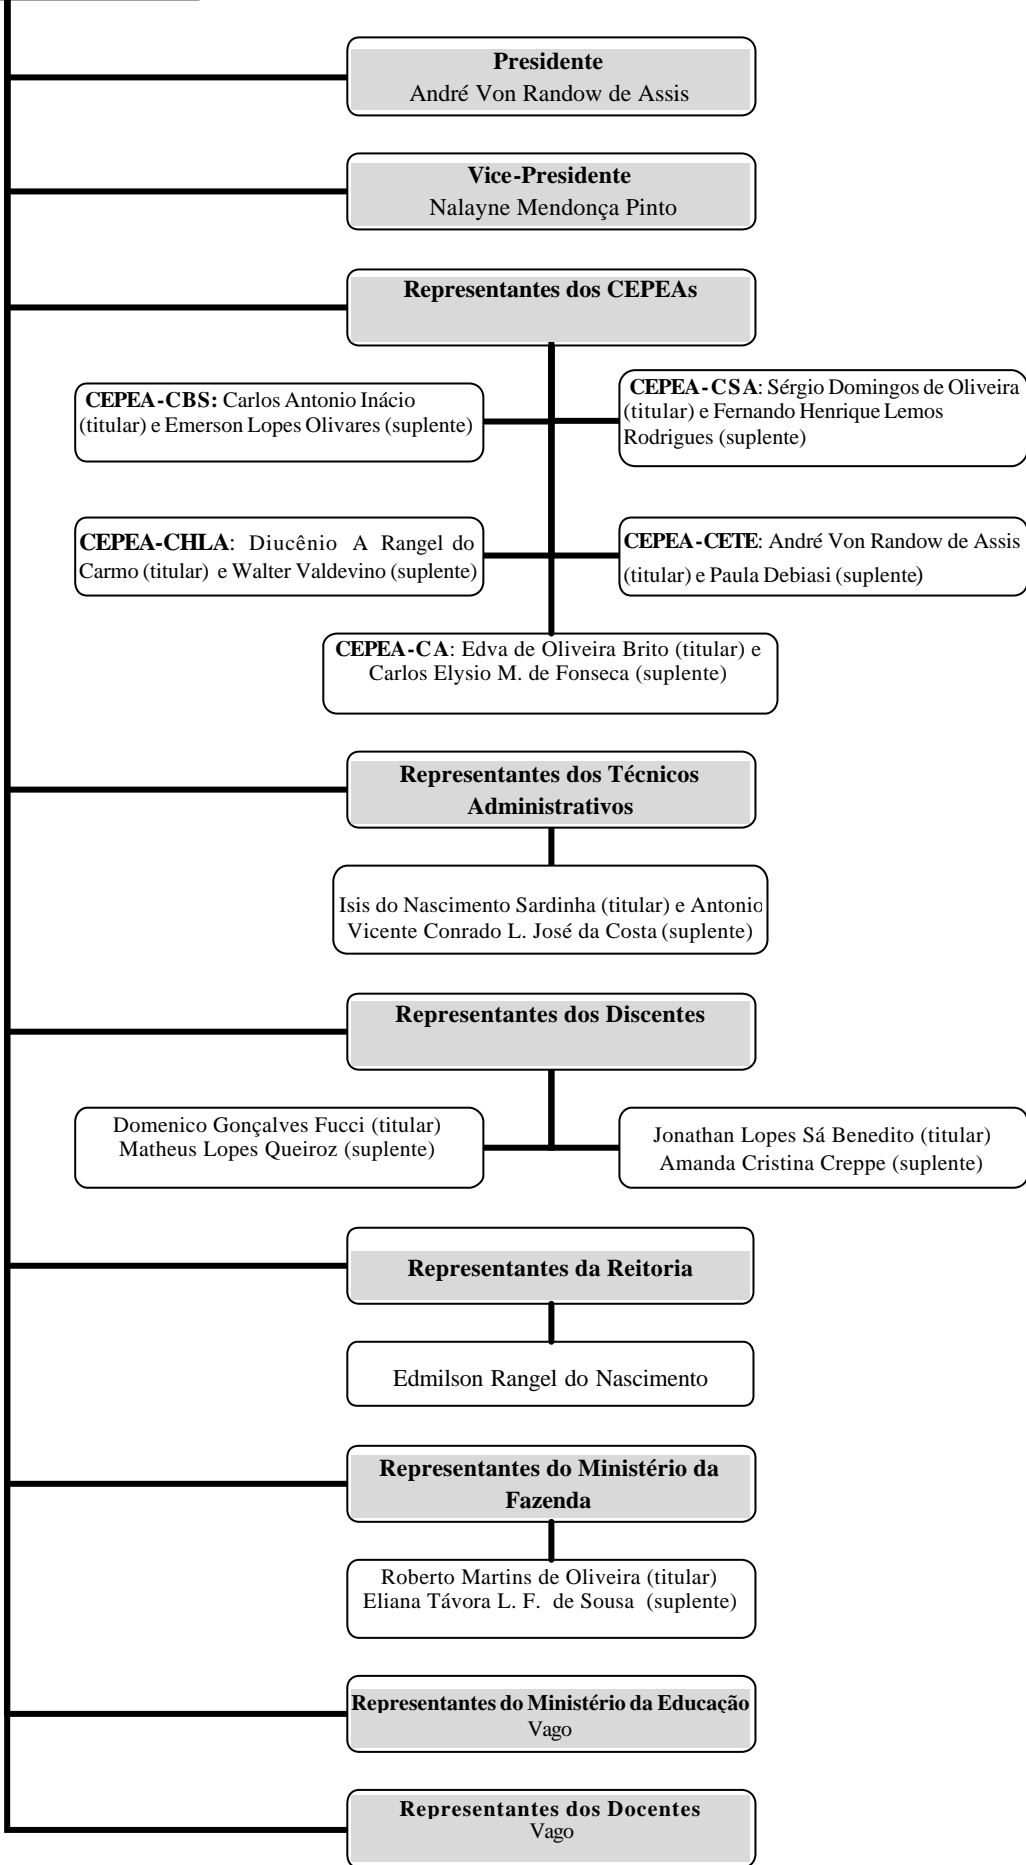 Presidente
André Von Randow de Assis
Vice-Presidente
Nalayne Mendonça Pinto
Representantes dos CEPEAs
CEPEA-CBS: Carlos Antonio Inácio
(titular) e Emerson Lopes Olivares (suplente)
CEPEA-CSA: Sérgio Domingos de Oliveira
(titular) e Fernando Henrique Lemos
Rodrigues (suplente)
CEPEA-CHLA: Diucênio A Rangel do
Carmo (titular) e Walter Valdevino (suplente)
CEPEA-CETE: André Von Randow de Assis
(titular) e Paula Debiasi (suplente)
CEPEA-CA: Edva de Oliveira Brito (titular) e
Carlos Elysio M. de Fonseca (suplente)
Representantes dos Técnicos
Administrativos
Isis do Nascimento Sardinha (titular) e Antonio
Vicente Conrado L. José da Costa (suplente)
Representantes dos Discentes
Domenico Gonçalves Fucci (titular)
Matheus Lopes Queiroz (suplente)
Jonathan Lopes Sá Benedito (titular)
Amanda Cristina Creppe (suplente)
Representantes da Reitoria
Edmilson Rangel do Nascimento
Representantes do Ministério da
Fazenda
Roberto Martins de Oliveira (titular)
Eliana Távora L. F. de Sousa (suplente)
Representantes do Ministério da Educação
Vago
Representantes dos Docentes
Vago